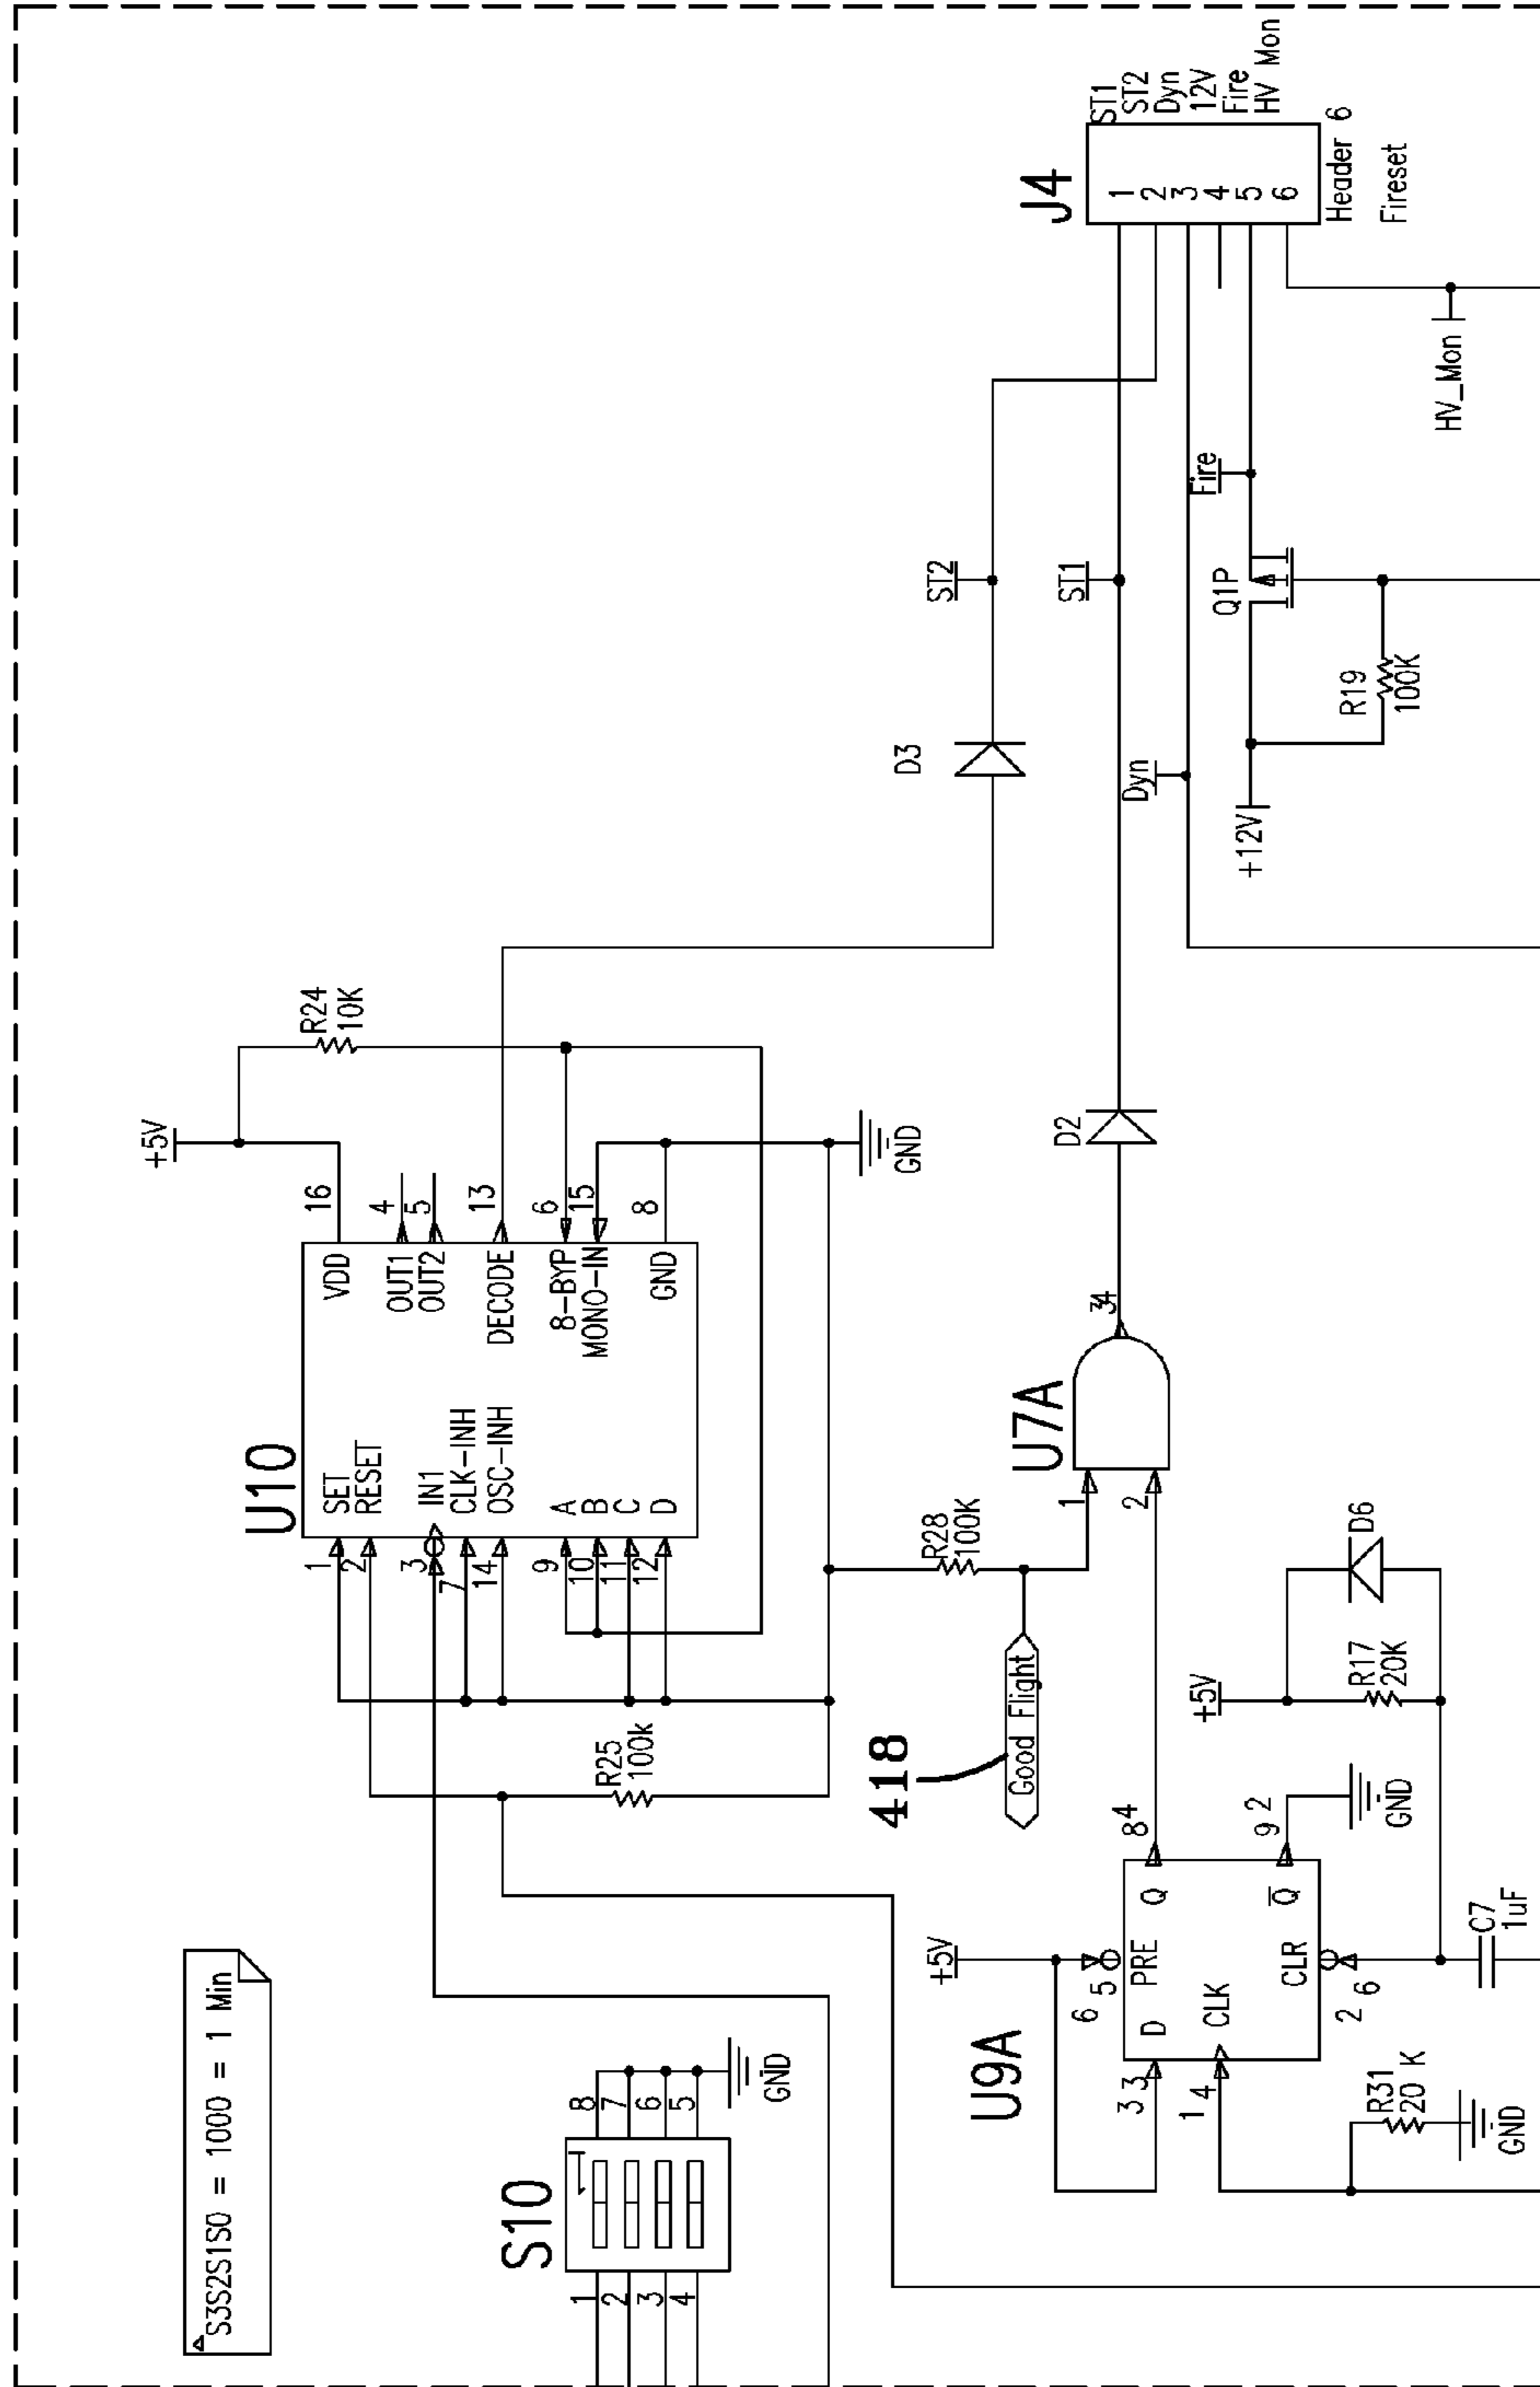 S3S2S1S0 = 1000 = 1 Min
S10
1
2
3
4
8
7
6
5
GND
U10
1
2
3
7
14
9
10
11
12
SET
RESET
IN1
CLK-INH
OSC-INH
A
B
C
D
VDD
OUT1
OUT2
DECODE
8-BYP
MONO-IN
GND
16
4
5
13
6
15
8
+5V
R24
10K
GND
R25
100k
418
Good Flight
R28
100K
U7A
1
2
34
D2
D3
ST2
ST1
Dyn
+12V
Q1P
R19
100K
Fire
HV_Mon
J4
1
2
3
4
5
6
ST1
ST2
Dyn
12V
Fire
HV Mon
Header 6
Fireset
U9A
+5V
6 5
PRE
D
CLK
CLR
Q
Q
3 3
1 4
2 6
8 4
9 2
GND
R31
20 K
GND
+5V
R17
20K
D6
C7
1uF